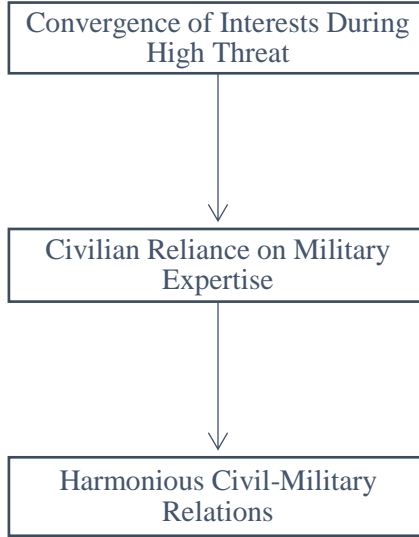 Convergence of Interests During
High Threat
Civilian Reliance on Military
Expertise
Harmonious Civil-Military
Relations